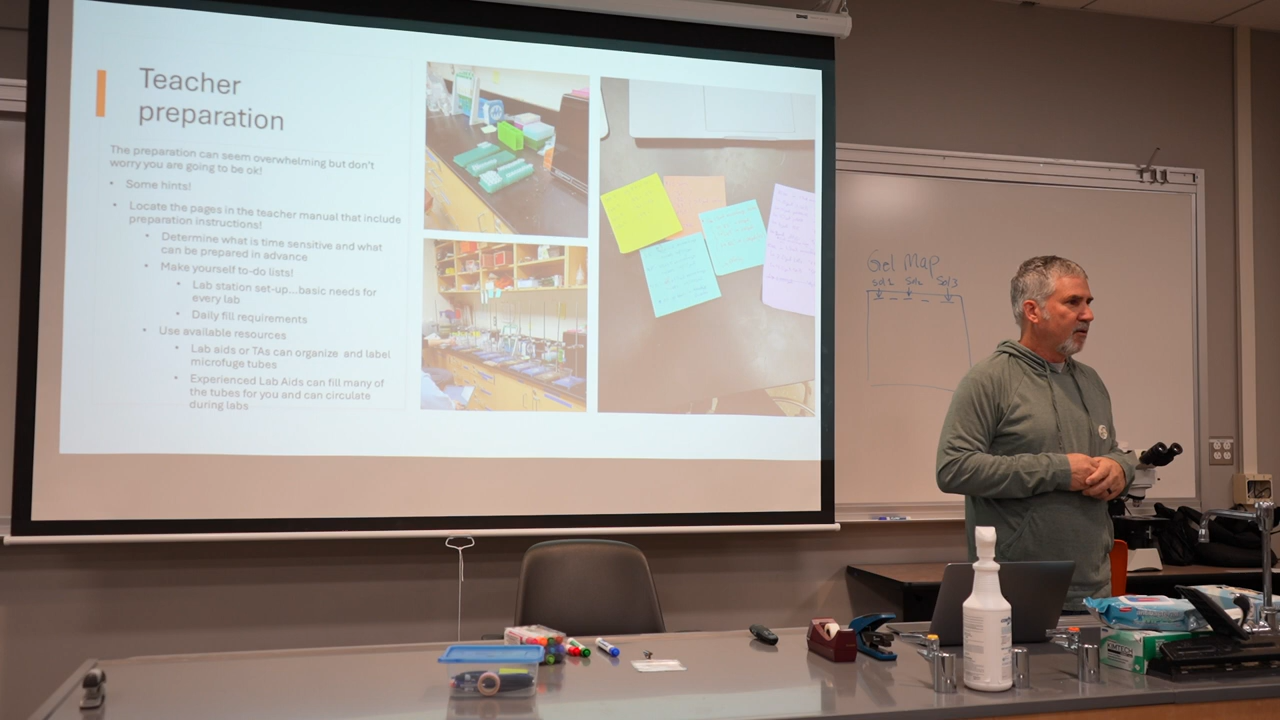 Teacher
preparation
The preparation can seem overwhelming but don't
worry you are going to be ok!
• Some hints!
• Locate the pages in the teacher manual that include
preparation instructions!
• Determine what is time sensitive and what
can be prepared in advance
• Make yourself to-do lists!
• Lab station set-up...basic needs for
every lab
• Daily fill requirements
• Use available resources
• Lab aids or TAs can organize and label
microfuge tubes
• Experienced Lab Aids can fill many of
the tubes for you and can circulate
during labs
Gel Map
Sol 2 Sol3
KIMTECH